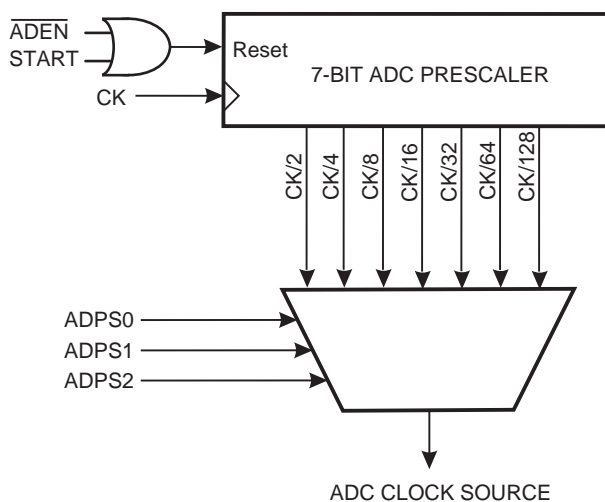 ADEN
START
Reset
7-BIT ADC PRESCALER
CK
CK/2
CK/4
CK/8
CK/16
CK/32
CK/64
CK/128
ADPS0
ADPS1
ADPS2
ADC CLOCK SOURCE